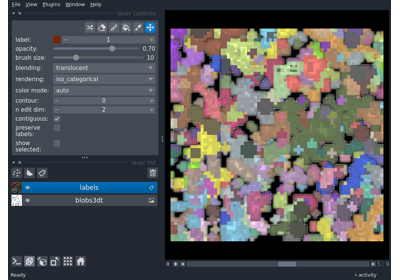 File View Plugins Window Help
layer controls
label: 1
opacity: 0.70
brush size: 10
blending: translucent
rendering: iso_categorical
color mode: auto
contour: 0
n edit dim: 2
contiguous:
preserve
labels:
show
selected:
layer list
labels
blobs3dt
activity